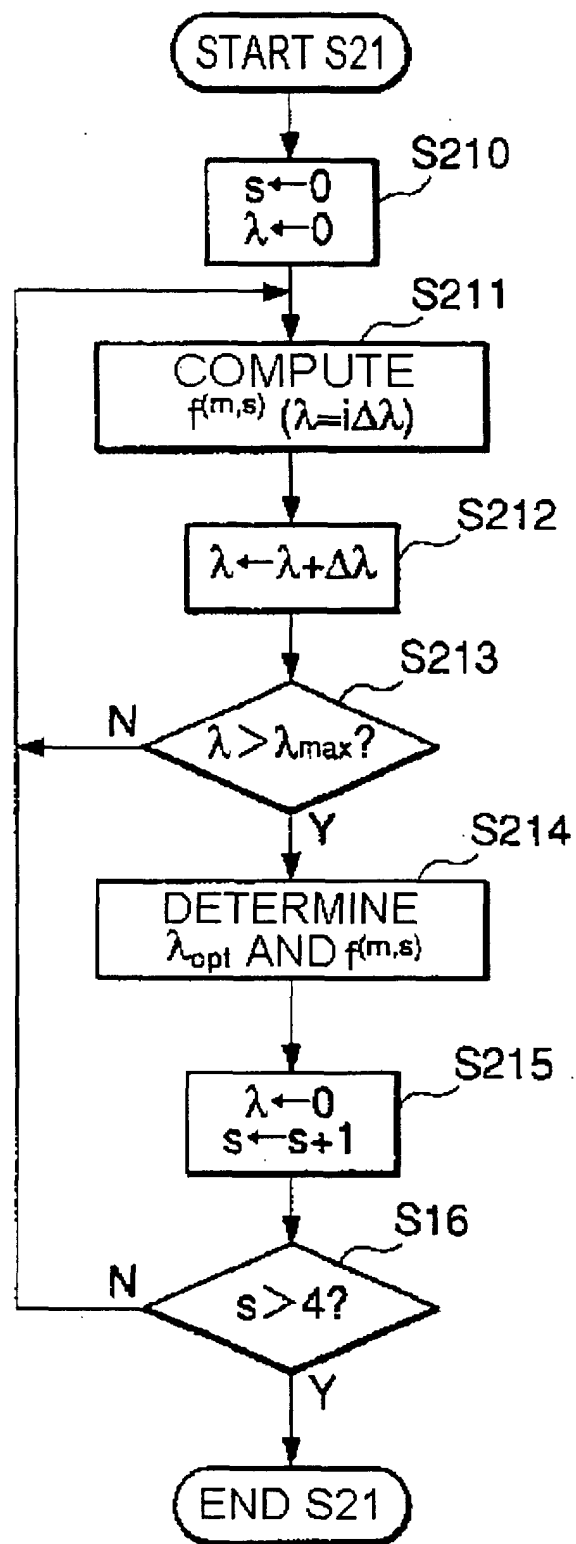 START S21
S210
s←0
λ←0
S211
COMPUTE
f(m,s) (λ=iΔλ)
S212
λ←λ+Δλ
S213
N
λ>λmax?
Y
S214
DETERMINE
λopt AND f(m,s)
S215
λ←0
s←s+1
S16
N
s>4?
Y
END S21